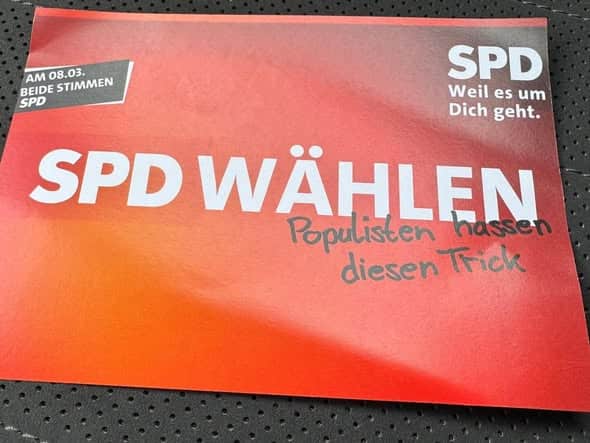 AM 08.03.
BEIDE STIMMEN
SPD
SPD
Weil es um
Dich geht.
SPD WÄHLEN
Populisten hassen
diesen Trick